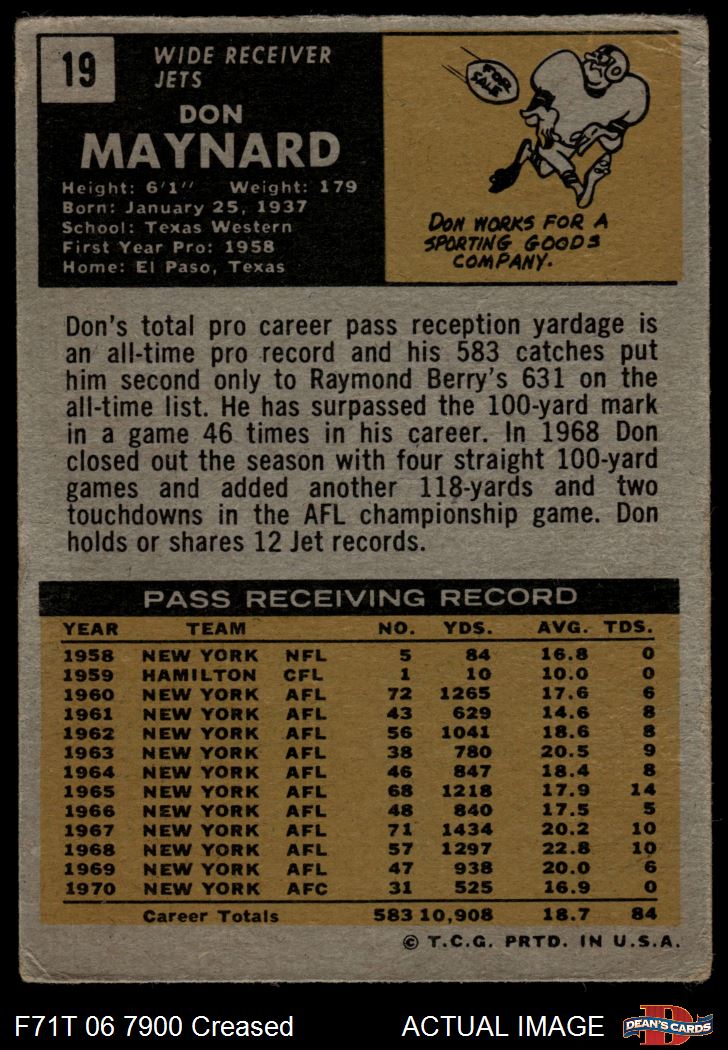 19
WIDE RECEIVER
JETS
DON
MAYNARD
Height: 6'1" Weight: 179
Born: January 25, 1937
School: Texas Western
First Year Pro: 1958
Home: El Paso, Texas
FOR
SALE
DON WORKS FOR A
SPORTING GOODS
COMPANY.
Don's total pro career pass reception yardage is
an all-time pro record and his 583 catches put
him second only to Raymond Berry's 631 on the
all-time list. He has surpassed the 100-yard mark
in a game 46 times in his career. In 1968 Don
closed out the season with four straight 100-yard
games and added another 118-yards and two
touchdowns in the AFL championship game. Don
holds or shares 12 Jet records.
PASS RECEIVING RECORD
YEAR TEAM NO. YDS. AVG. TDS.
1958 NEW YORK NFL 5 84 16.8 0
1959 HAMILTON CFL 1 10 10.0 0
1960 NEW YORK AFL 72 1265 17.6 6
1961 NEW YORK AFL 43 629 14.6 8
1962 NEW YORK AFL 56 1041 18.6 8
1963 NEW YORK AFL 38 780 20.5 9
1964 NEW YORK AFL 46 847 18.4 8
1965 NEW YORK AFL 68 1218 17.9 14
1966 NEW YORK AFL 48 840 17.5 5
1967 NEW YORK AFL 71 1434 20.2 10
1968 NEW YORK AFL 57 1297 22.8 10
1969 NEW YORK AFL 47 938 20.0 6
1970 NEW YORK AFC 31 525 16.9 0
Career Totals 583 10,908 18.7 84
© T.C.G. PRTD. IN U.S.A.
F71T 06 7900 Creased ACTUAL IMAGE
D
DEAN'S CARDS